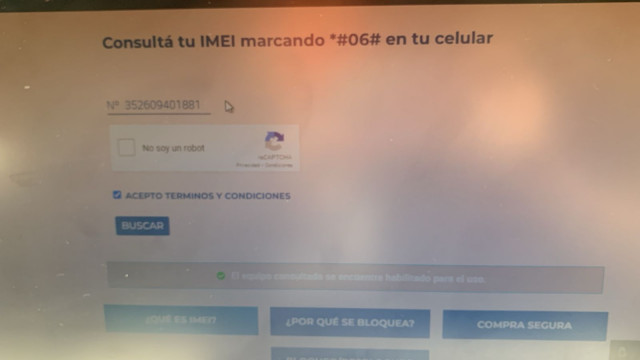 Consultá tu IMEI marcando *#06# en tu celular
Nº 352609401881
No soy un robot
reCAPTCHA
Privacidad - Condiciones
ACEPTO TERMINOS Y CONDICIONES
BUSCAR
El equipo consultado se encuentra habilitado para el uso.
¿QUÉ ES IMEI?
¿POR QUÉ SE BLOQUEA?
COMPRA SEGURA